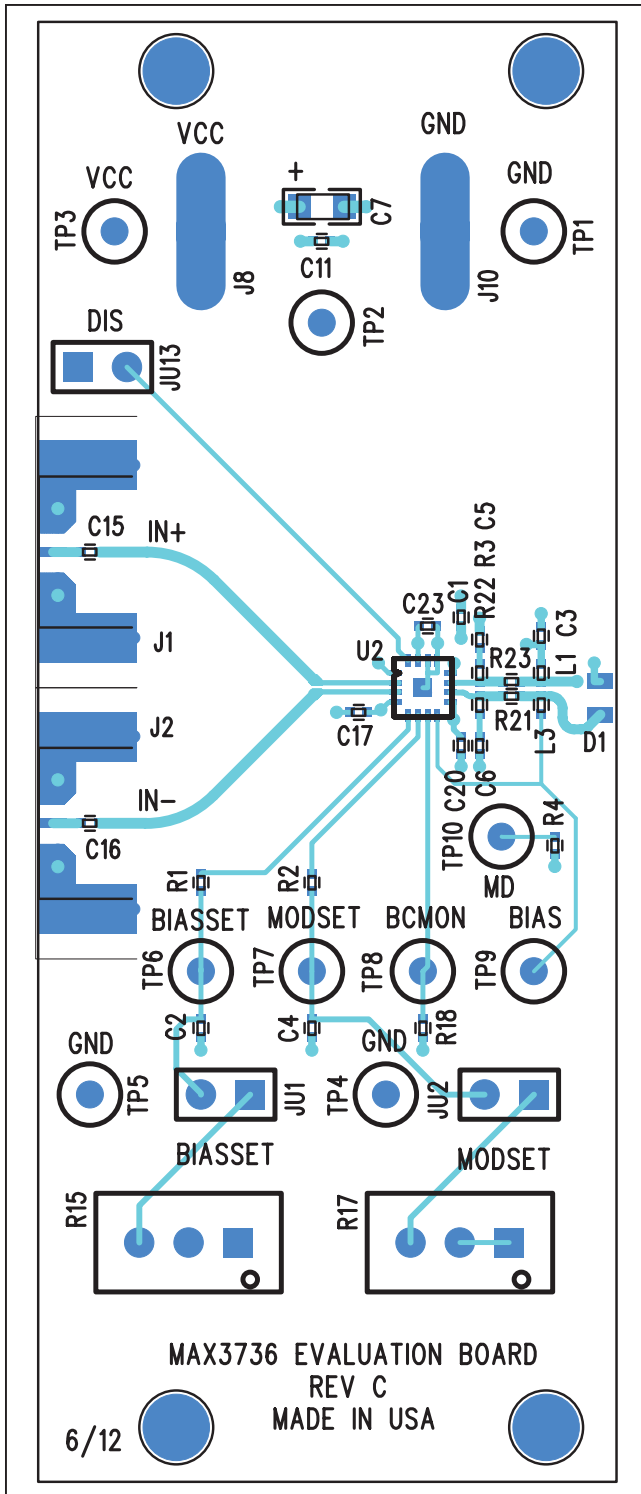 VCC
GND
VCC
+
GND
TP3
C7
TP1
C11
J8
J10
TP2
DIS
JU13
C15
IN+
C5
R3
C1
R22
C23
C3
J1
U2
R23
L1
J2
C17
R21
L3
D1
IN-
C20
C6
C16
TP10
R4
R1
R2
MD
BIASSET
MODSET
BCMON
BIAS
TP6
TP7
TP8
TP9
C2
C4
R18
GND
GND
TP5
JU1
TP4
JU2
BIASSET
MODSET
R15
R17
MAX3736 EVALUATION BOARD
REV C
MADE IN USA
6/12